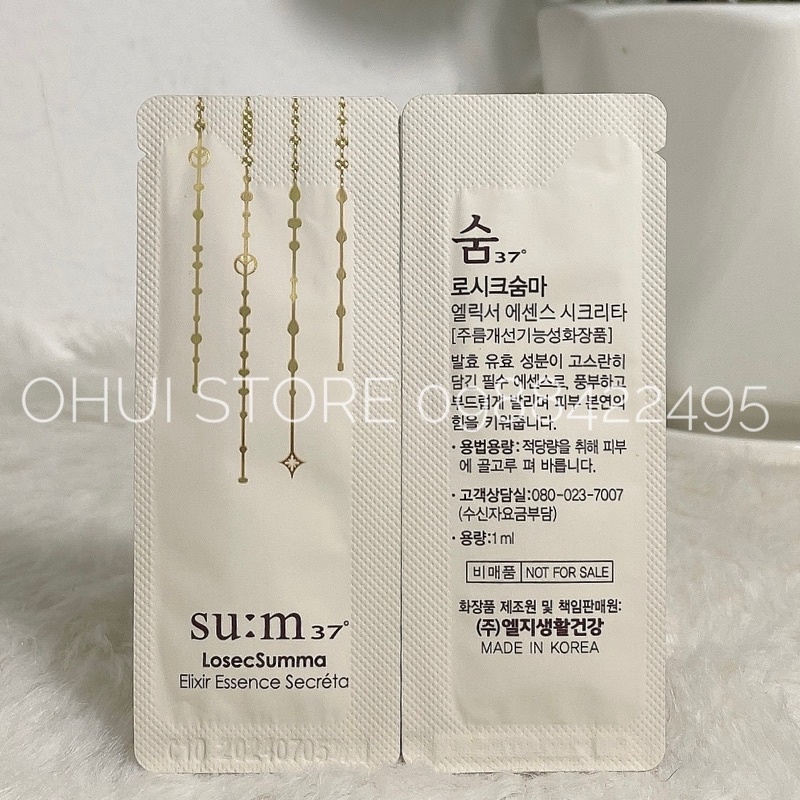 su:m37°
LosecSumma
Elixir Essence Secréta
숨37°
로시크숨마
엘릭서 에센스 시크리타
[주름개선기능성화장품]
발효 유효 성분이 고스란히
담긴 필수 에센스로, 풍부하고
부드럽게 발리며 피부 본연의
힘을 키워줍니다.
· 용법용량: 적당량을 취해 피부
에 골고루 펴 바릅니다.
· 고객상담실:080-023-7007
(수신자요금부담)
· 용량:1ml
비매품 NOT FOR SALE
화장품 제조원 및 책임판매원:
(주)엘지생활건강
MADE IN KOREA
OHUI STORE